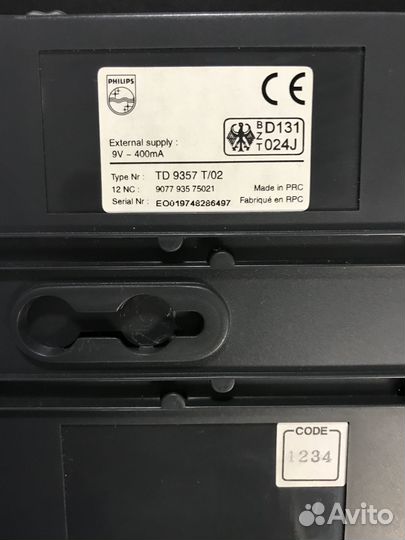 PHILIPS
CE
External supply :
9V ~ 400mA
B D131
Z
T 024J
Type Nr : TD 9357 T/02
12 NC : 9077 935 75021 Made in PRC
Serial Nr : EO019748286497 Fabriqué en RPC
CODE
1234
Avito